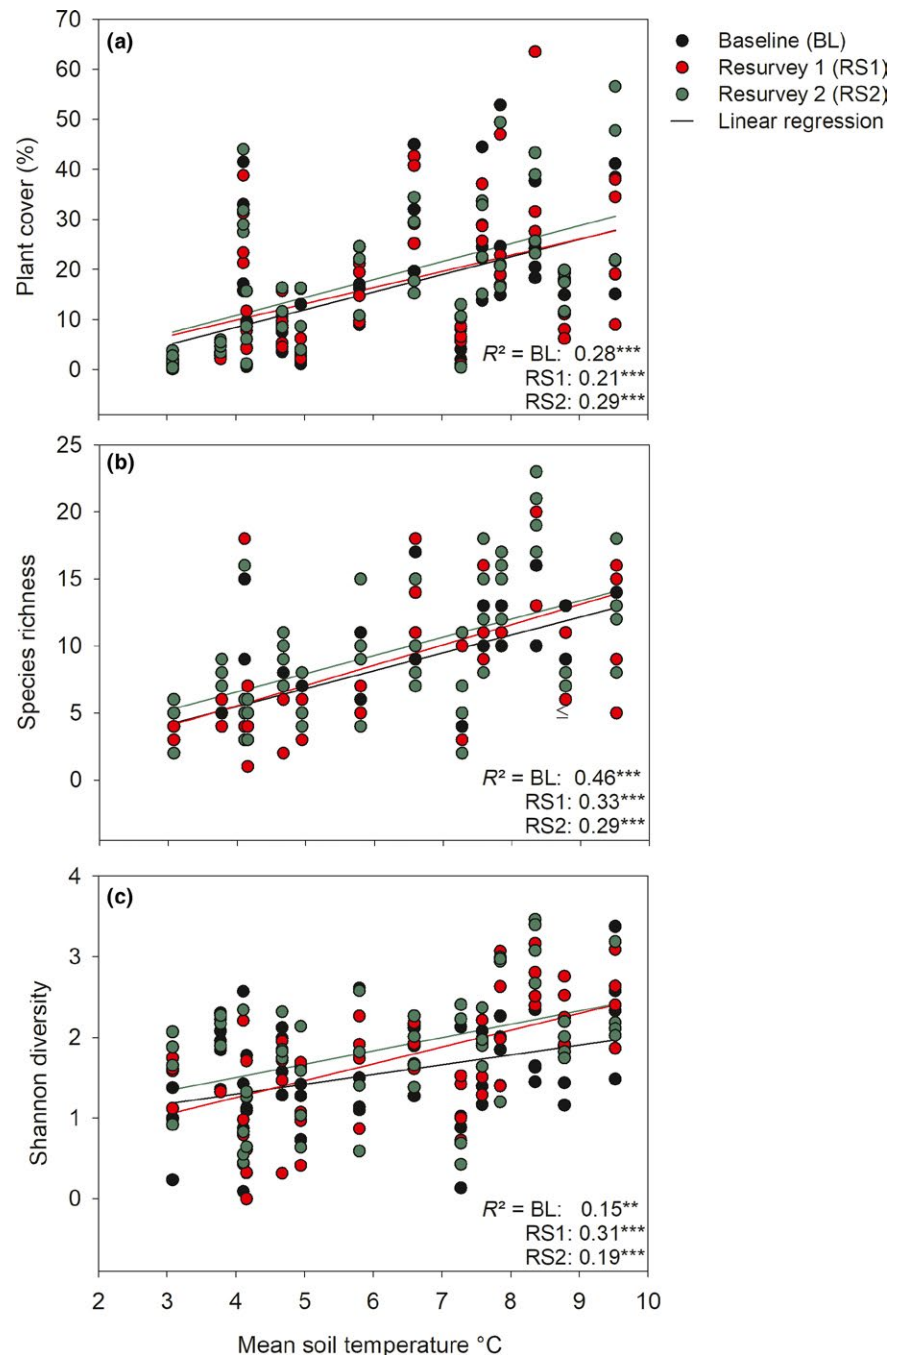 70
(a)
Baseline (BL)
60
Resurvey 1 (RS1)
Resurvey 2 (RS2)
50
Linear regression
40
30
20
10
0
Plant cover (%)
R² = BL: 0.28***
RS1: 0.21***
RS2: 0.29***
25
(b)
20
15
10
5
0
Species richness
VI
R² = BL: 0.46***
RS1: 0.33***
RS2: 0.29***
4
(c)
3
2
1
0
Shannon diversity
R² = BL: 0.15**
RS1: 0.31***
RS2: 0.19***
2 3 4 5 6 7 8 9 10
Mean soil temperature °C